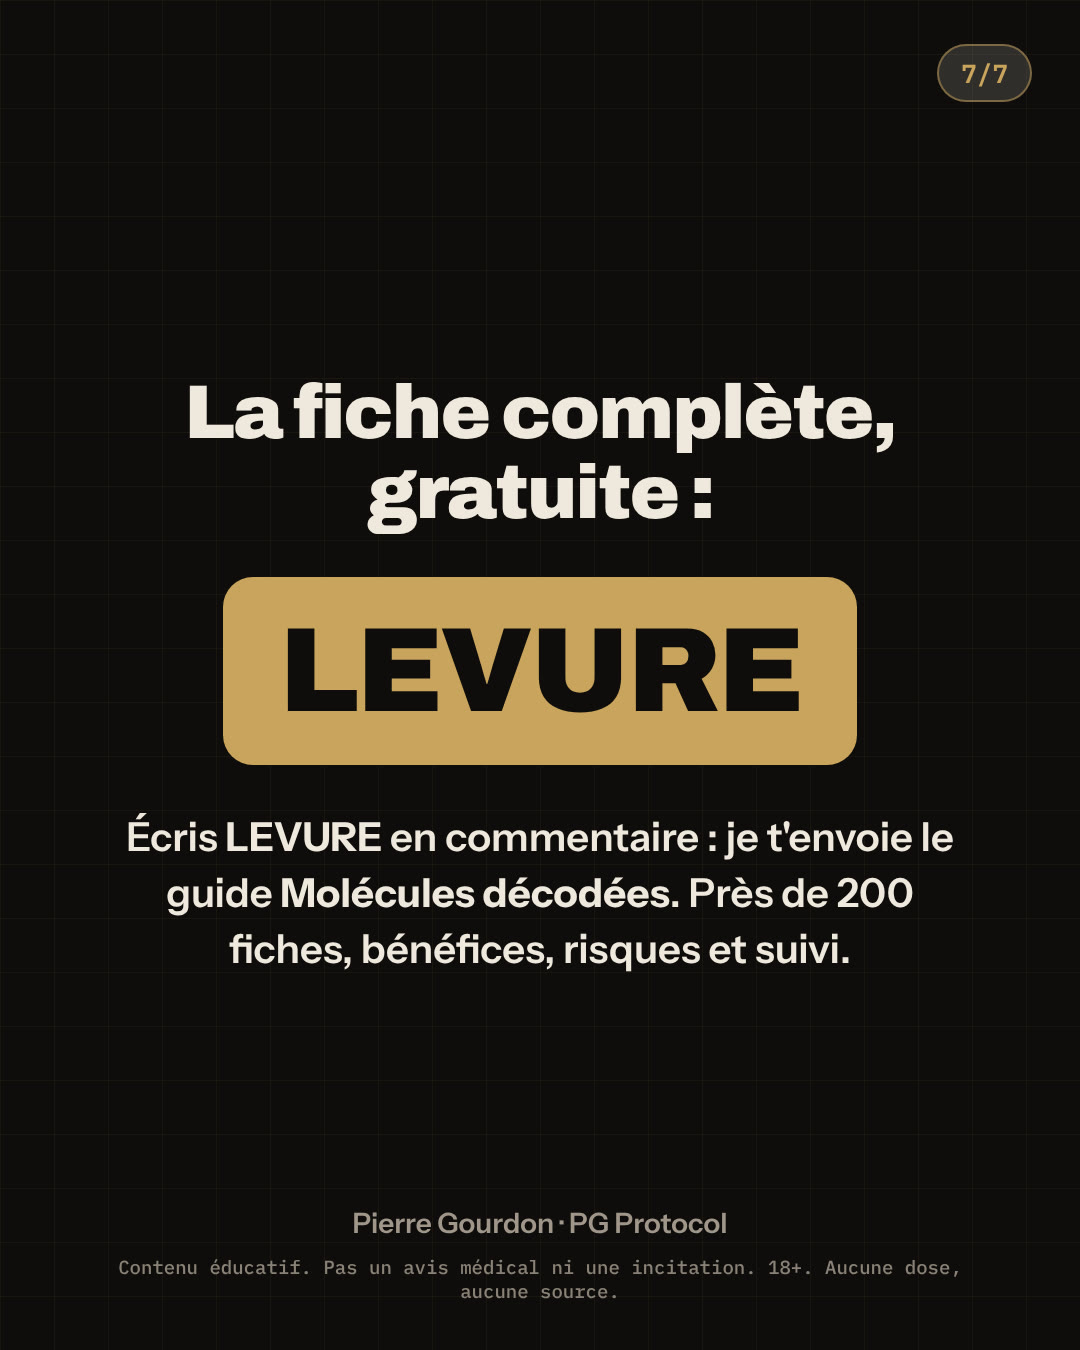 7/7
La fiche complète,
gratuite :
LEVURE
Écris LEVURE en commentaire : je t'envoie le
guide Molécules décodées. Près de 200
fiches, bénéfices, risques et suivi.
Pierre Gourdon · PG Protocol
Contenu éducatif. Pas un avis médical ni une incitation. 18+. Aucune dose,
aucune source.